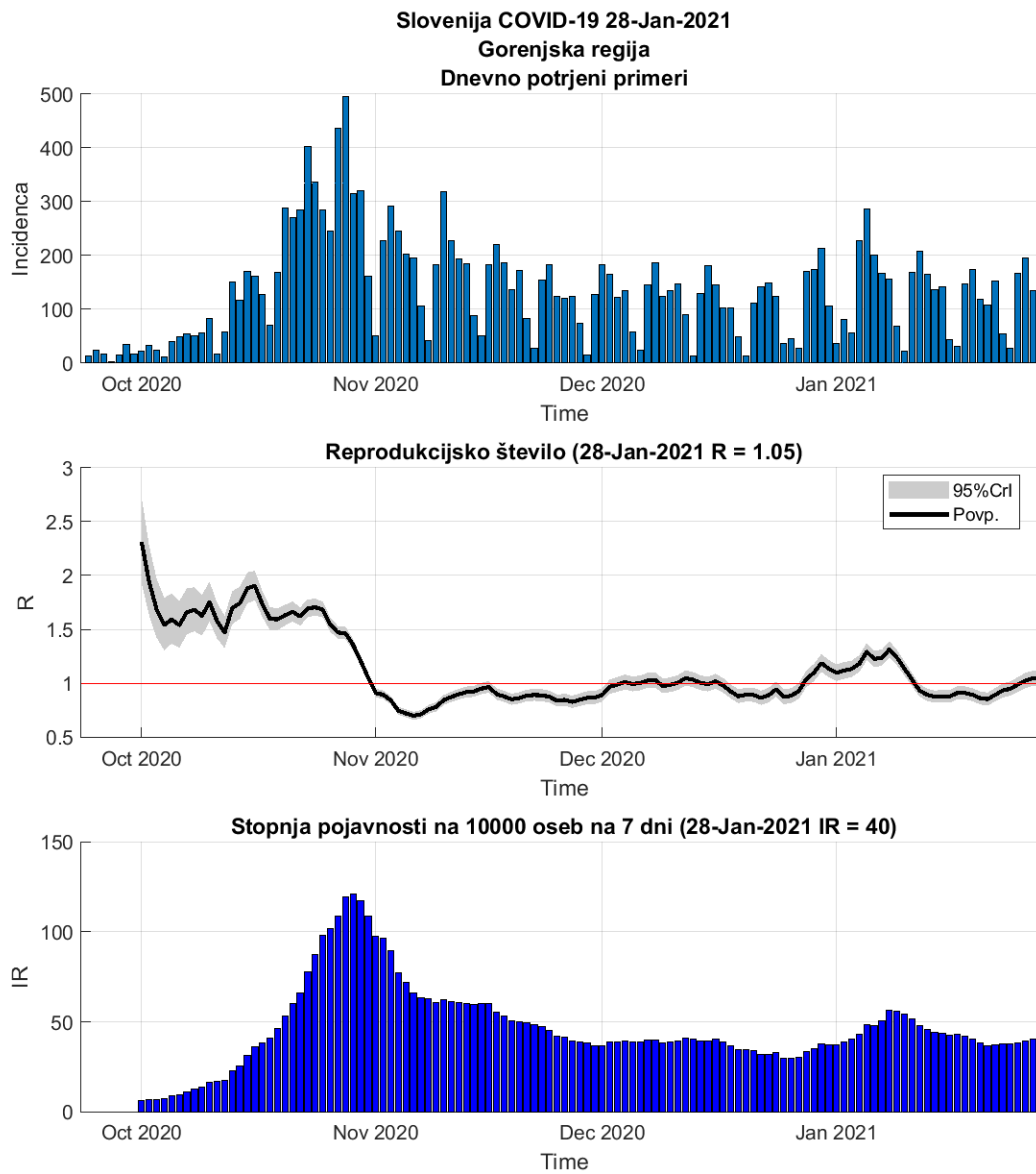 Slovenija COVID-19 28-Jan-2021
Gorenjska regija
Dnevno potrjeni primeri
500
400
300
200
100
0
Incidenca
Oct 2020 Nov 2020 Dec 2020 Jan 2021
Time
Reprodukcijsko število (28-Jan-2021 R = 1.05)
3
2.5
2
1.5
1
0.5
R
95%CrI
Povp.
Oct 2020 Nov 2020 Dec 2020 Jan 2021
Time
Stopnja pojavnosti na 10000 oseb na 7 dni (28-Jan-2021 IR = 40)
150
100
50
0
IR
Oct 2020 Nov 2020 Dec 2020 Jan 2021
Time